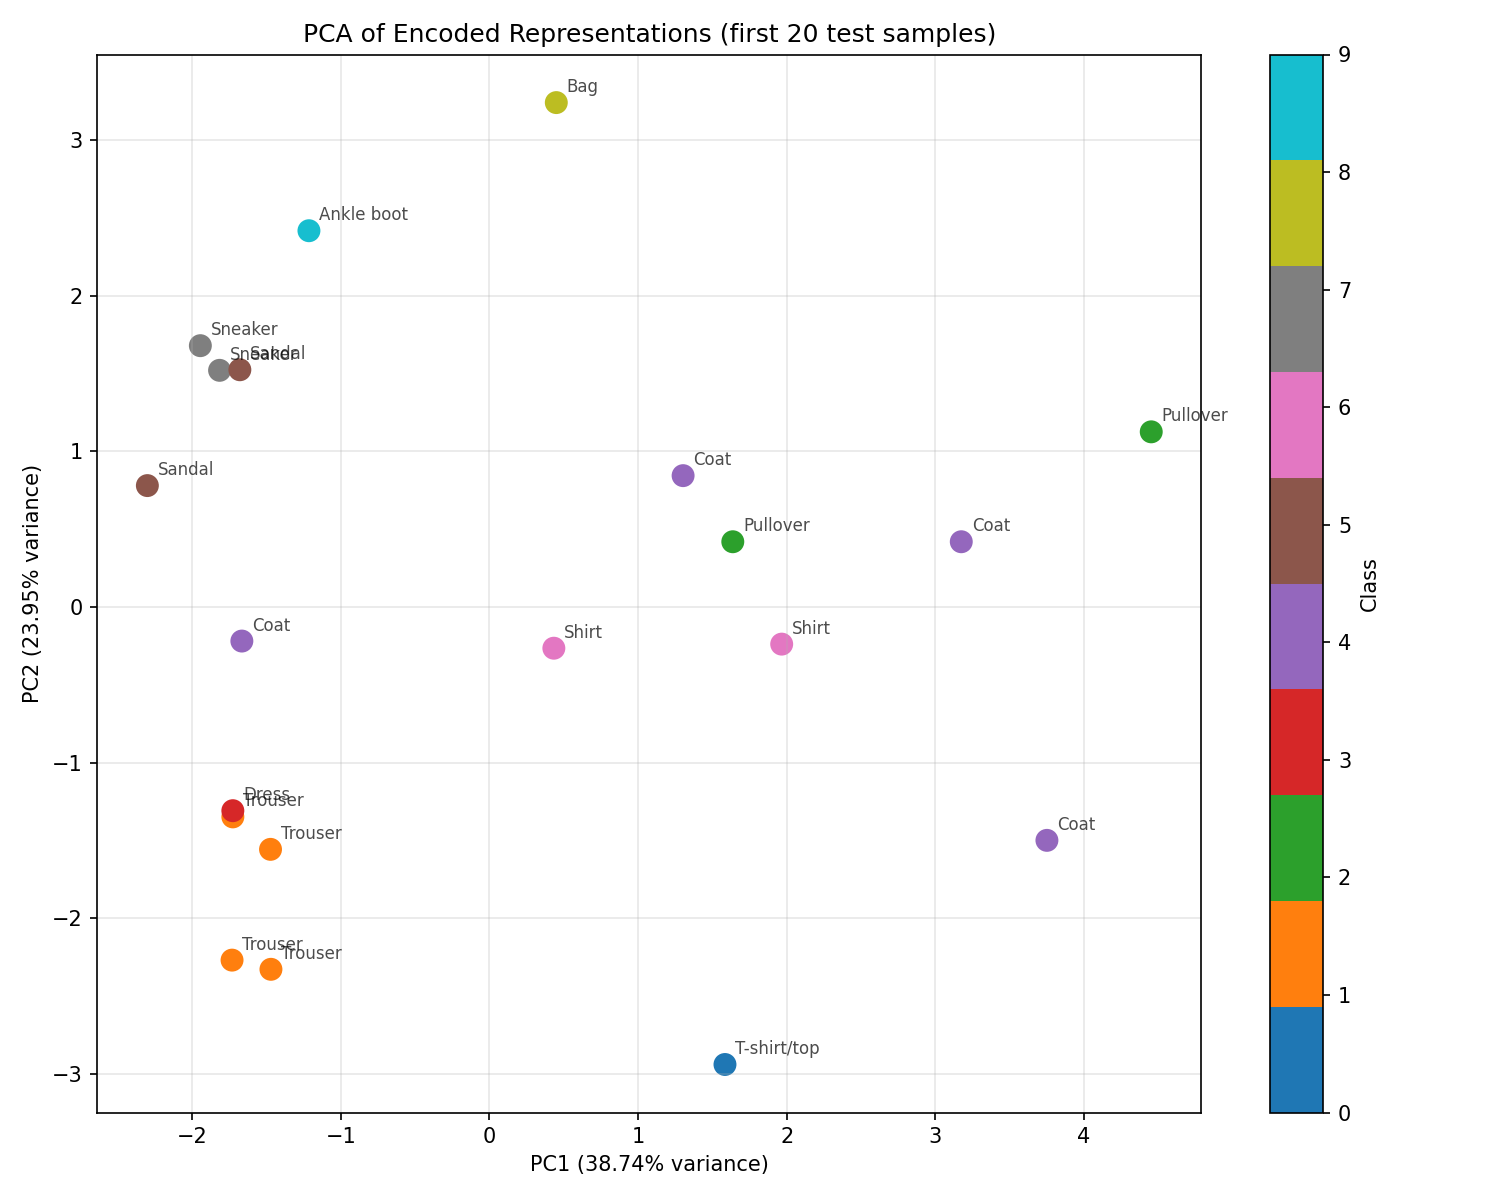 PCA of Encoded Representations (first 20 test samples)
Bag
Ankle boot
Sneaker
Sneaker
Sandal
Sandal
Pullover
Coat
Pullover
Coat
Coat
Shirt
Shirt
Dress
Trouser
Trouser
Coat
Trouser
Trouser
T-shirt/top
3
2
1
0
−1
−2
−3
PC2 (23.95% variance)
−2 −1 0 1 2 3 4
PC1 (38.74% variance)
9
8
7
6
5
4
3
2
1
0
Class